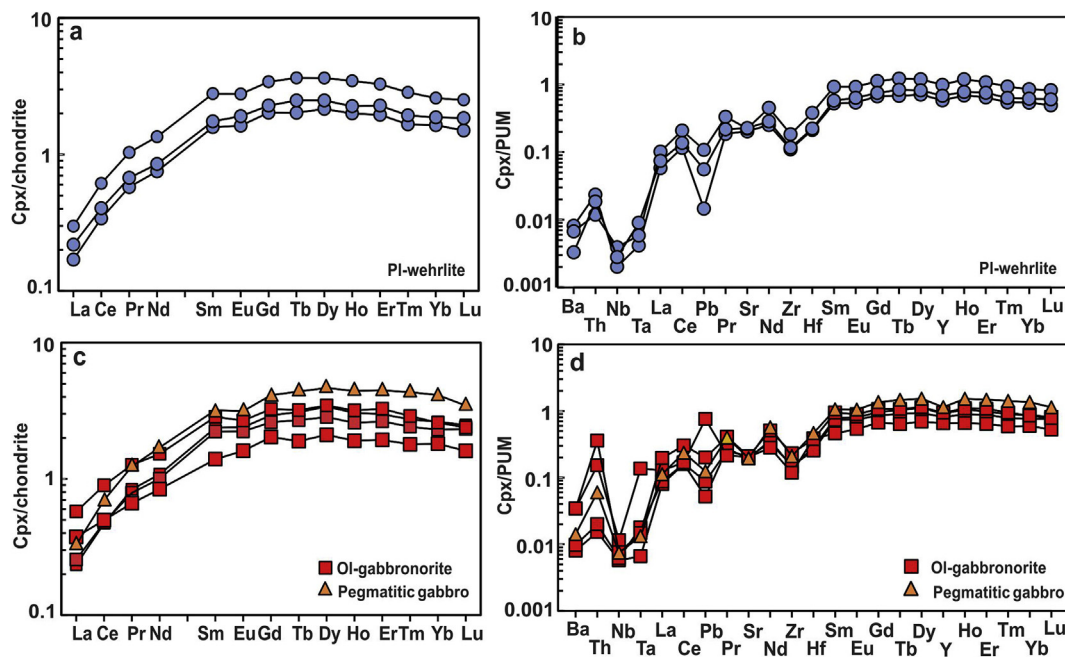 a
10
1
0.1
Cpx/chondrite
Pl-wehrlite
La Ce Pr Nd Sm Eu Gd Tb Dy Ho Er Tm Yb Lu
b
10
1
0.1
0.01
0.001
Cpx/PUM
Pl-wehrlite
Ba Nb La Pb Sr Zr Sm Gd Dy Ho Tm Lu
Th Ta Ce Pr Nd Hf Eu Tb Y Er Yb
c
10
1
0.1
Cpx/chondrite
Ol-gabbronorite
Pegmatitic gabbro
La Ce Pr Nd Sm Eu Gd Tb Dy Ho Er Tm Yb Lu
d
10
1
0.1
0.01
0.001
Cpx/PUM
Ol-gabbronorite
Pegmatitic gabbro
Ba Nb La Pb Sr Zr Sm Gd Dy Ho Tm Lu
Th Ta Ce Pr Nd Hf Eu Tb Y Er Yb